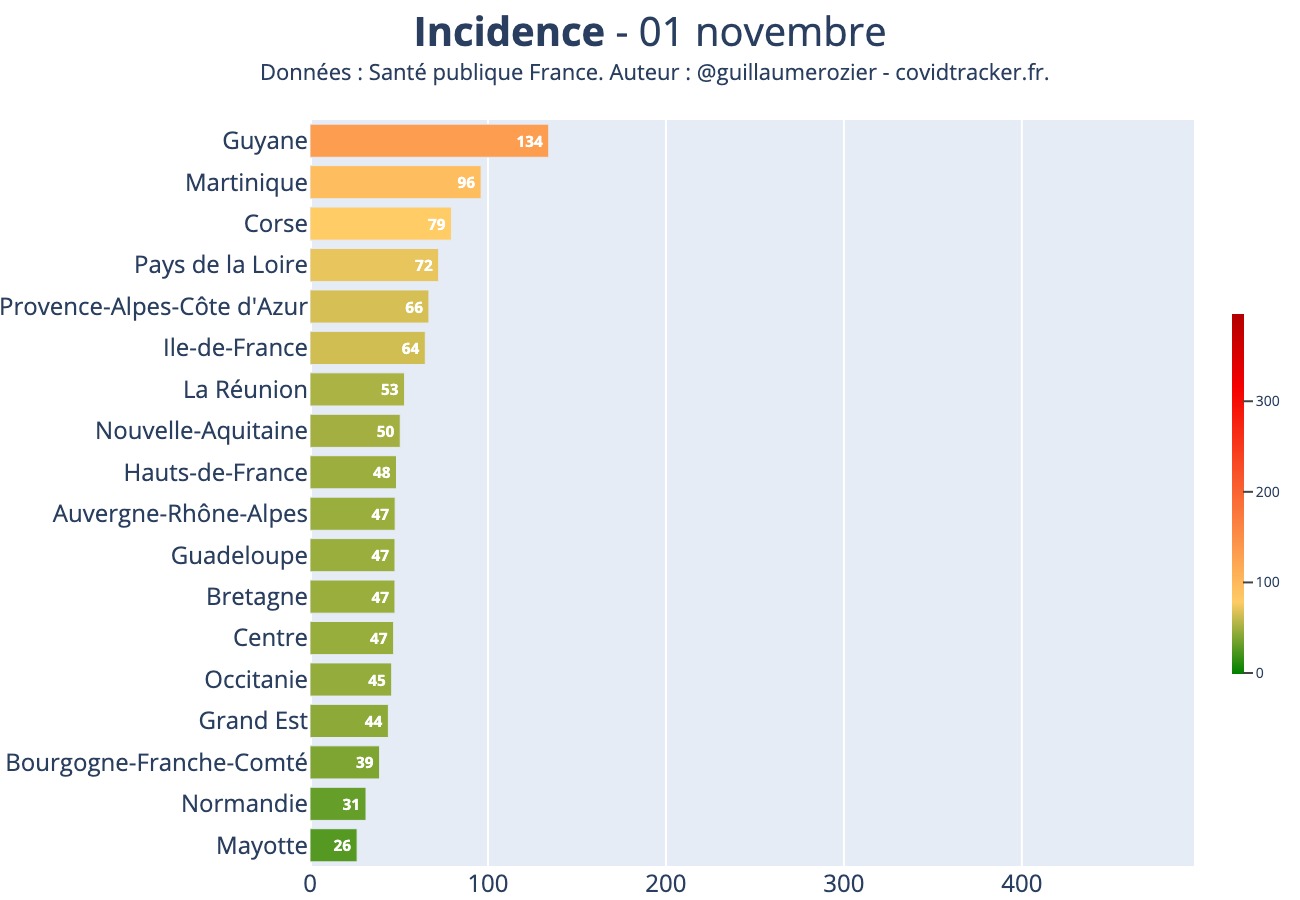 Incidence - 01 novembre
Données : Santé publique France. Auteur : @guillaumerozier - covidtracker.fr.
Guyane 134
Martinique 96
Corse 79
Pays de la Loire 72
Provence-Alpes-Côte d'Azur 66
Ile-de-France 64
La Réunion 53
Nouvelle-Aquitaine 50
Hauts-de-France 48
Auvergne-Rhône-Alpes 47
Guadeloupe 47
Bretagne 47
Centre 47
Occitanie 45
Grand Est 44
Bourgogne-Franche-Comté 39
Normandie 31
Mayotte 26
0 100 200 300 400
300
200
100
0